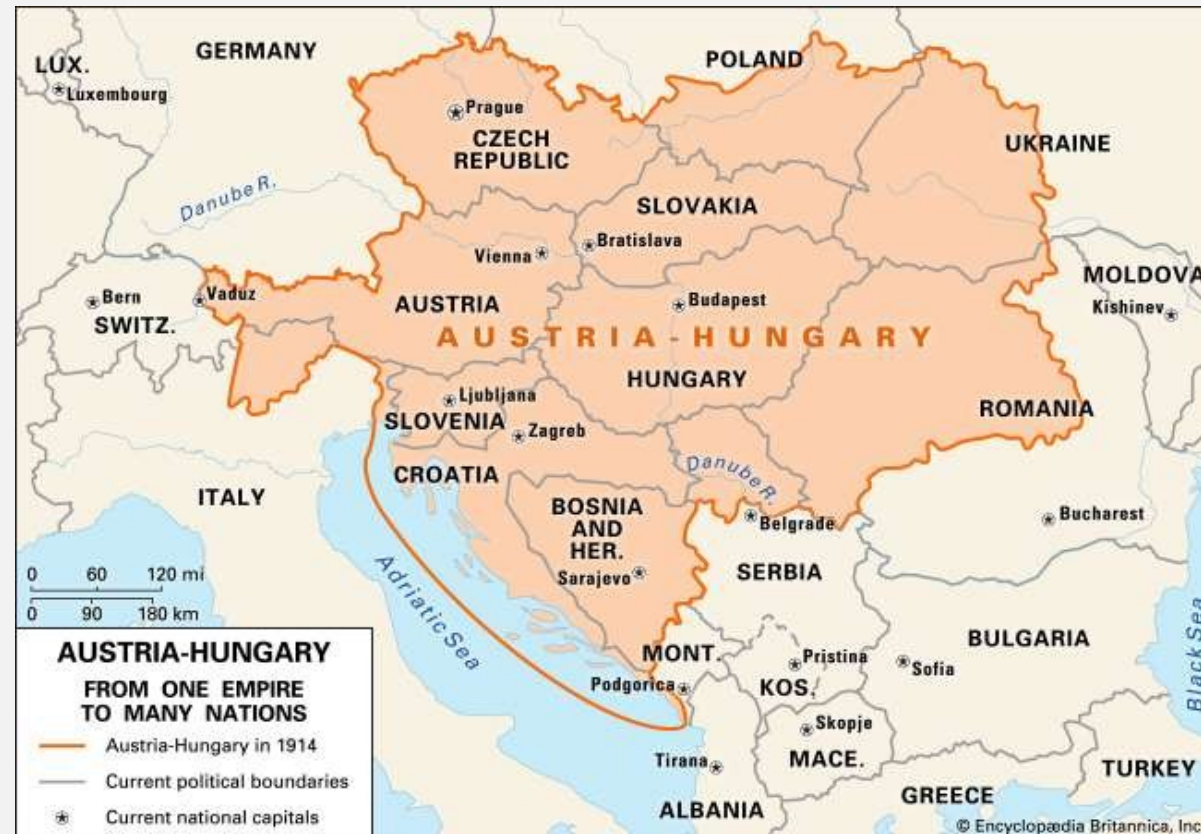 GERMANY
POLAND
LUX.
Luxembourg
Prague
CZECH
REPUBLIC
UKRAINE
Danube R.
SLOVAKIA
Vienna
Bratislava
MOLDOVA
Kishinev
Bern
Vaduz
SWITZ.
AUSTRIA
Budapest
AUSTRIA-HUNGARY
HUNGARY
Ljubljana
SLOVENIA
Zagreb
ROMANIA
CROATIA
Danube R.
ITALY
BOSNIA
AND
HER.
Sarajevo
Belgrade
Bucharest
SERBIA
0 60 120 mi
0 90 180 km
Adriatic Sea
BULGARIA
Black Sea
MONT.
Podgorica
Pristina
KOS.
Sofia
Skopje
MACE.
Tirana
ALBANIA
GREECE
TURKEY
AUSTRIA-HUNGARY
FROM ONE EMPIRE
TO MANY NATIONS
Austria-Hungary in 1914
Current political boundaries
Current national capitals
© Encyclopædia Britannica, Inc